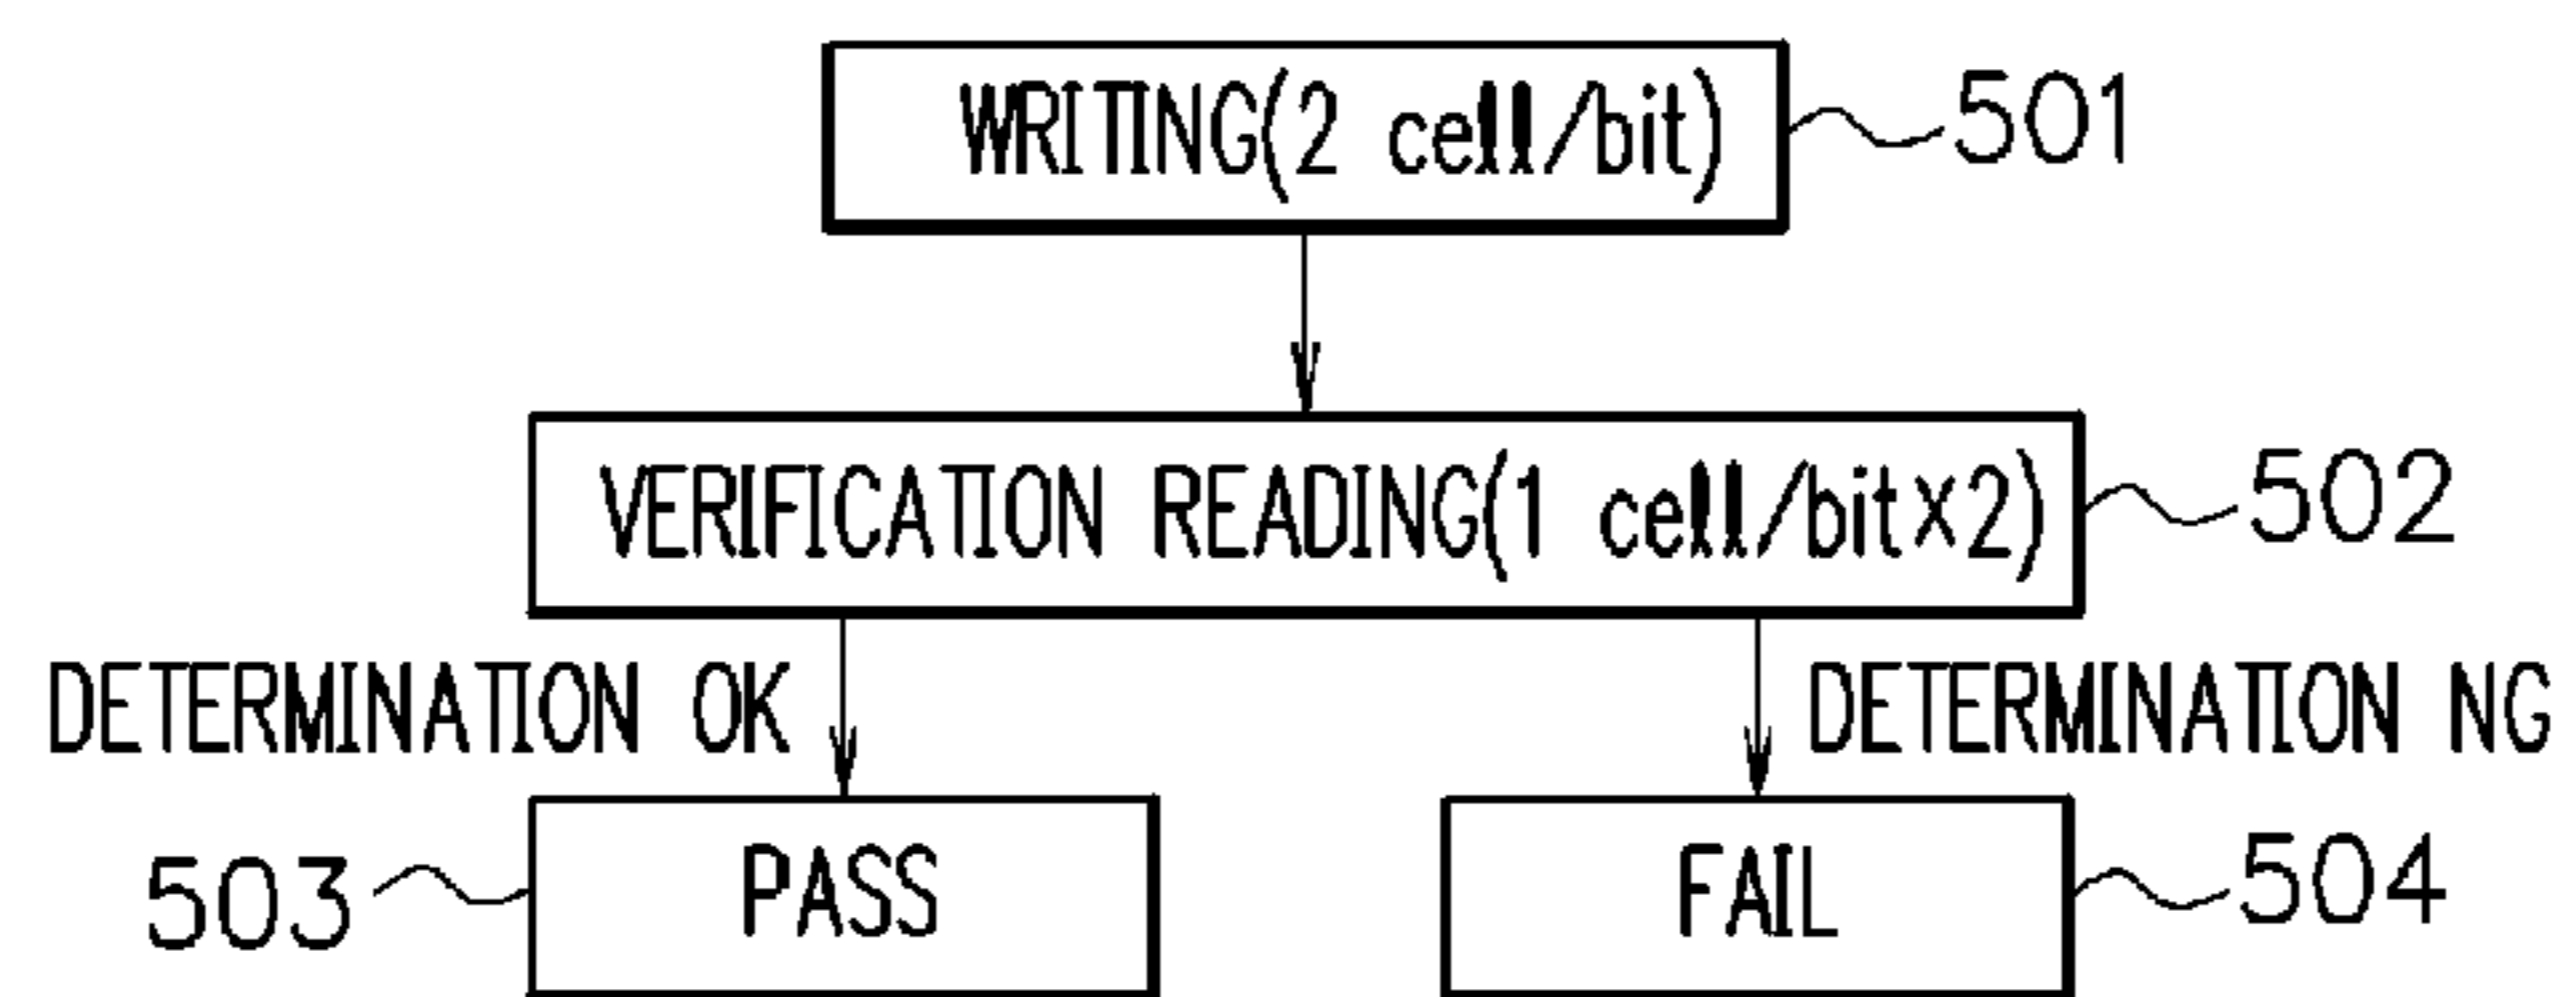 WRITING(2 cell/bit) 501
VERIFICATION READING(1 cell/bit×2) 502
DETERMINATION OK
DETERMINATION NG
503 PASS
FAIL 504